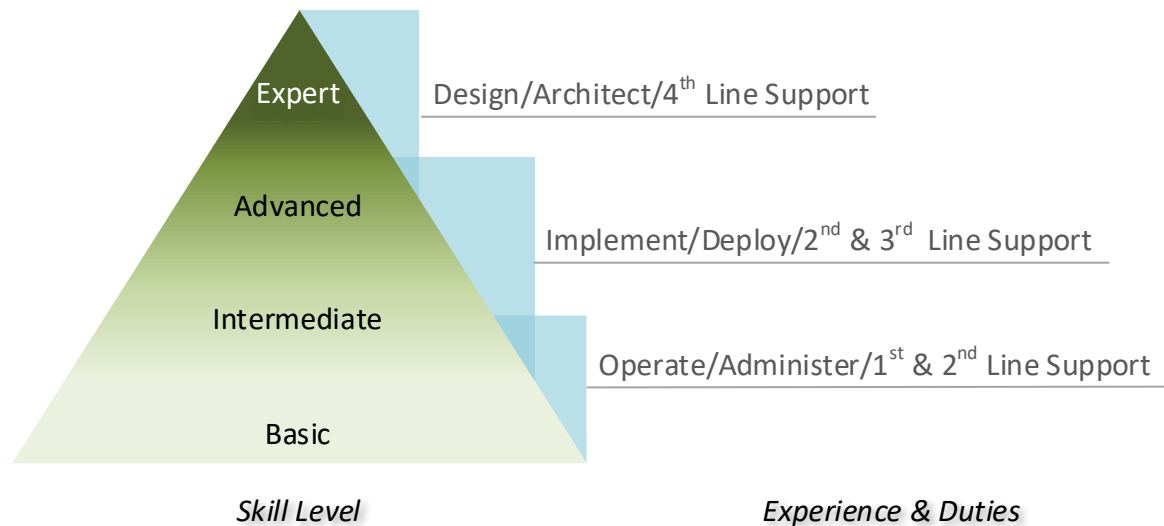 Expert
Design/Architect/4th Line Support
Advanced
Implement/Deploy/2nd & 3rd Line Support
Intermediate
Operate/Administer/1st & 2nd Line Support
Basic
Skill Level
Experience & Duties